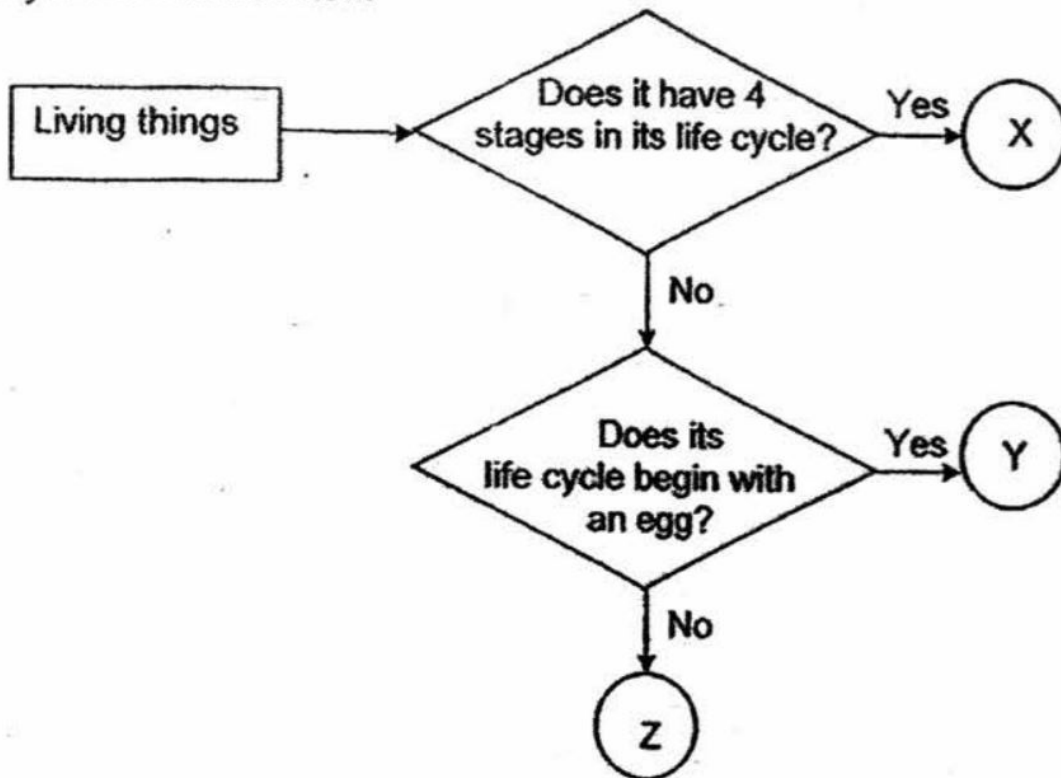 Living things
Does it have 4
stages in its life cycle?
Yes
X
No
Does its
life cycle begin with
an egg?
Yes
Y
No
Z